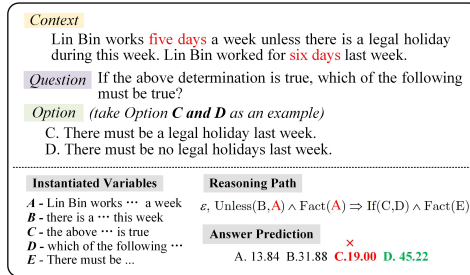 Context
Lin Bin works five days a week unless there is a legal holiday
during this week. Lin Bin worked for six days last week.
Question If the above determination is true, which of the following
must be true?
Option (take Option C and D as an example)
C. There must be a legal holiday last week.
D. There must be no legal holidays last week.
Instantiated Variables
A - Lin Bin works ⋯ a week
B - there is a ⋯ this week
C - the above ⋯ is true
D - which of the following ⋯
E - There must be ...
Reasoning Path
ε, Unless(B,A) ∧ Fact(A) ⇒ If(C,D) ∧ Fact(E)
Answer Prediction
×
A. 13.84 B.31.88 C.19.00 D. 45.22